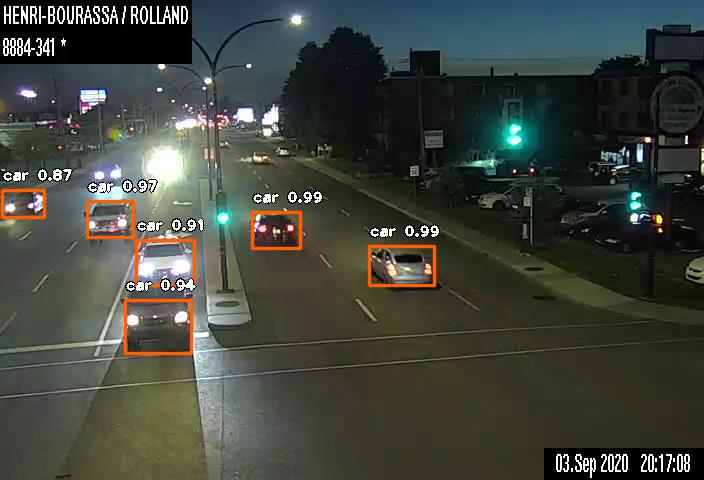 HENRI-BOURASSA / ROLLAND
8884-341 *
car 0.87
car 0.97
car 0.91
car 0.94
car 0.99
car 0.99
03.Sep 2020 20:17:08